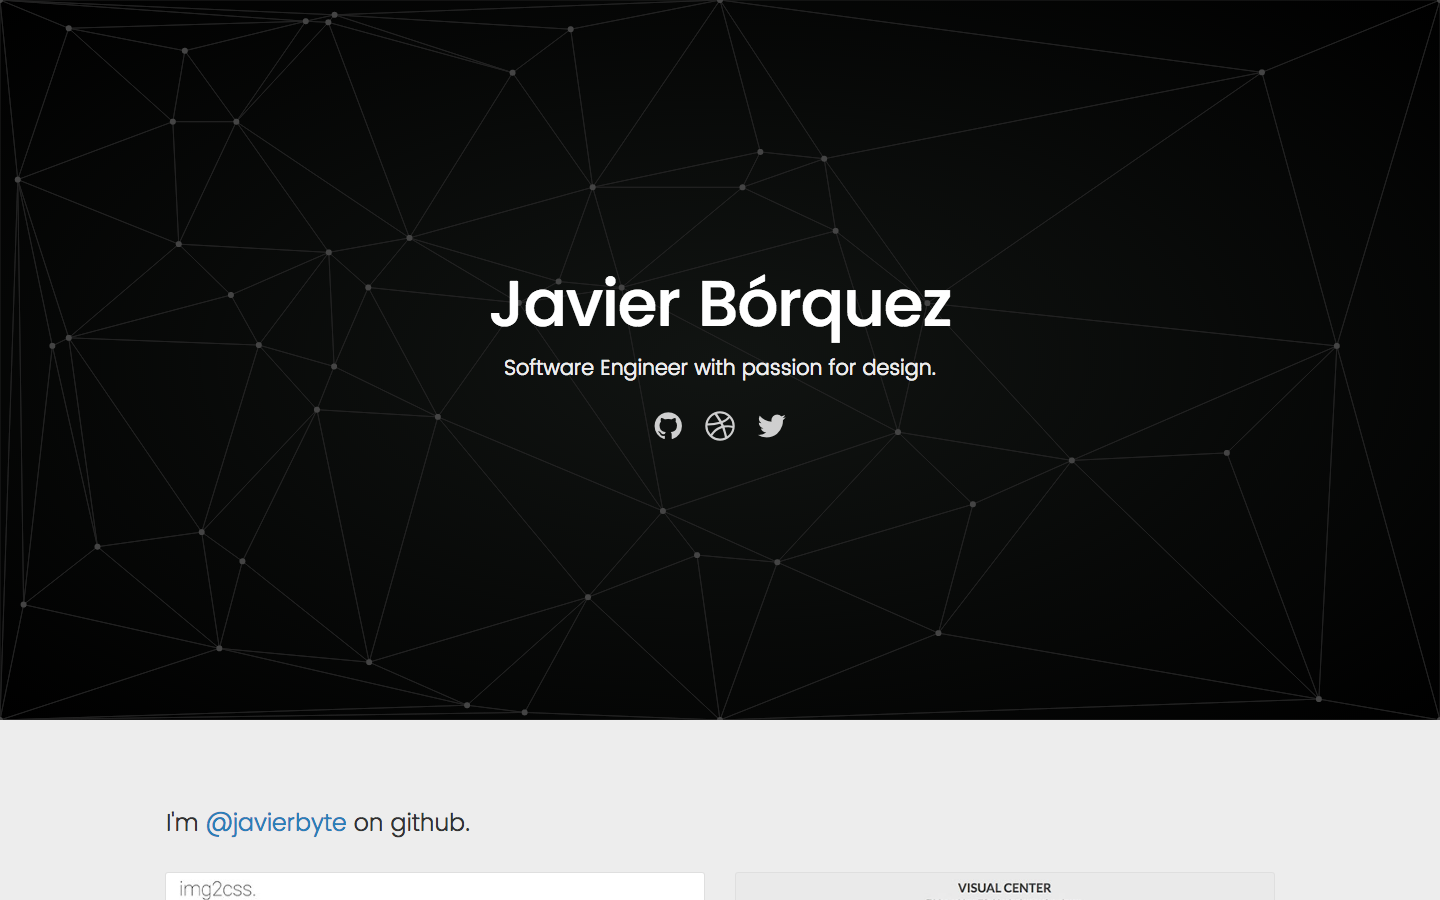 Javier Bórquez
Software Engineer with passion for design.
I'm @javierbyte on github.
img2css.
VISUAL CENTER